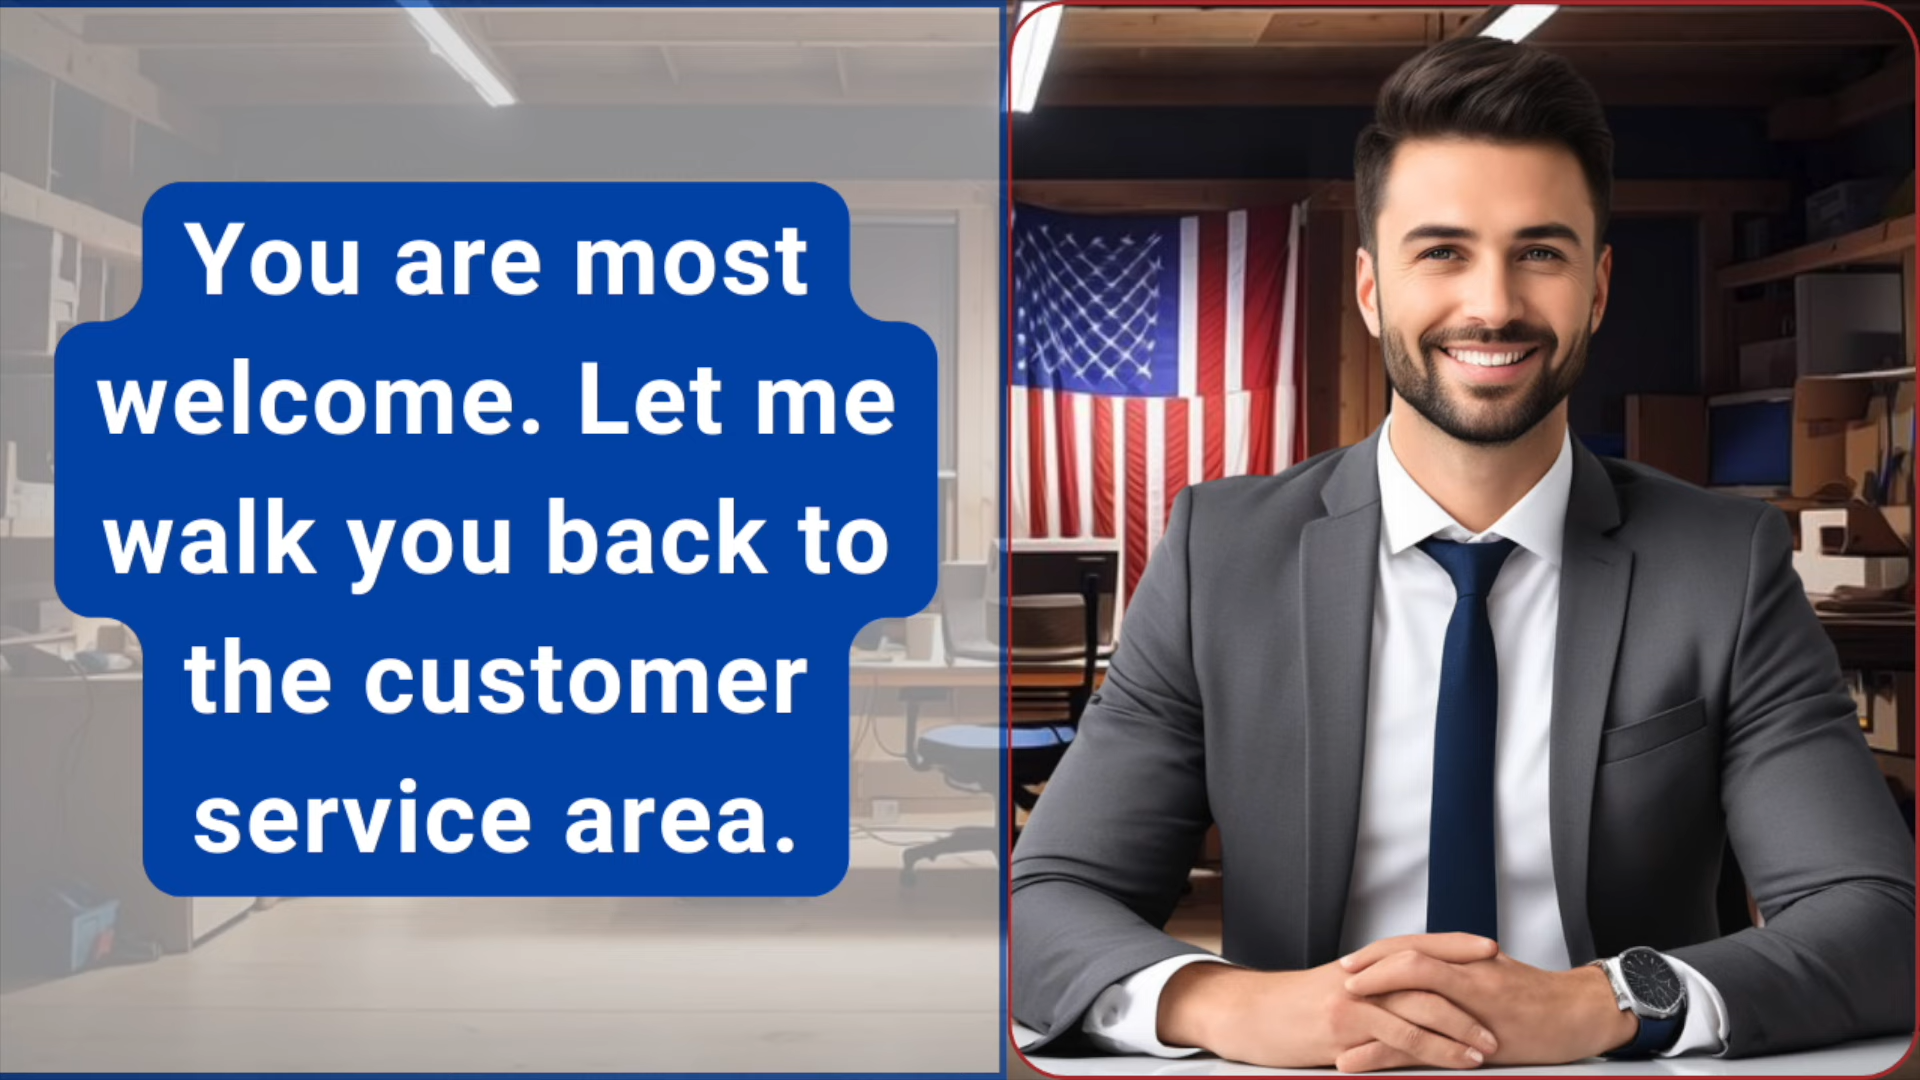 You are most
welcome. Let me
walk you back to
the customer
service area.